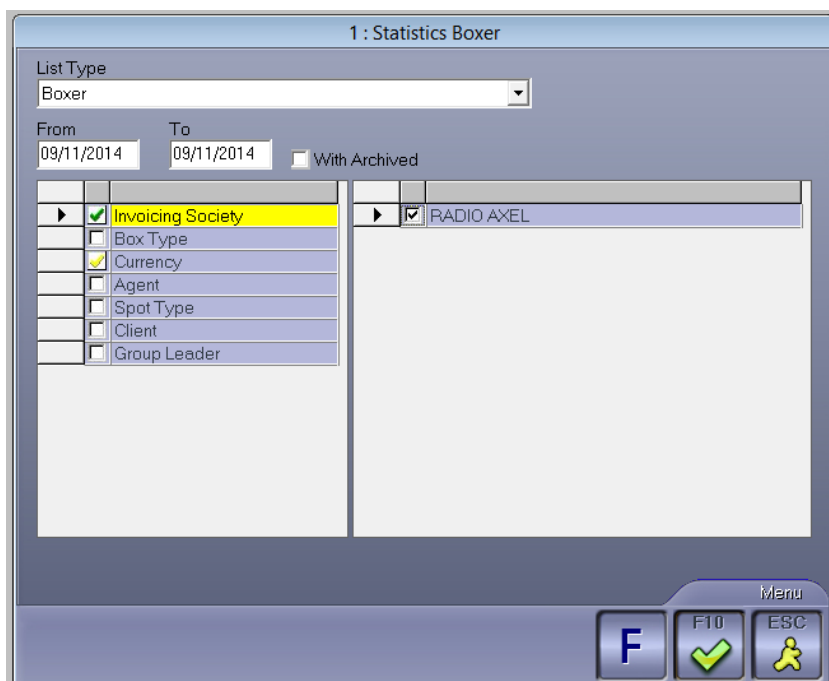 1 : Statistics Boxer
List Type
Boxer
From To
09/11/2014 09/11/2014 With Archived
Invoicing Society RADIO AXEL
Box Type
Currency
Agent
Spot Type
Client
Group Leader
Menu
F F10 ESC